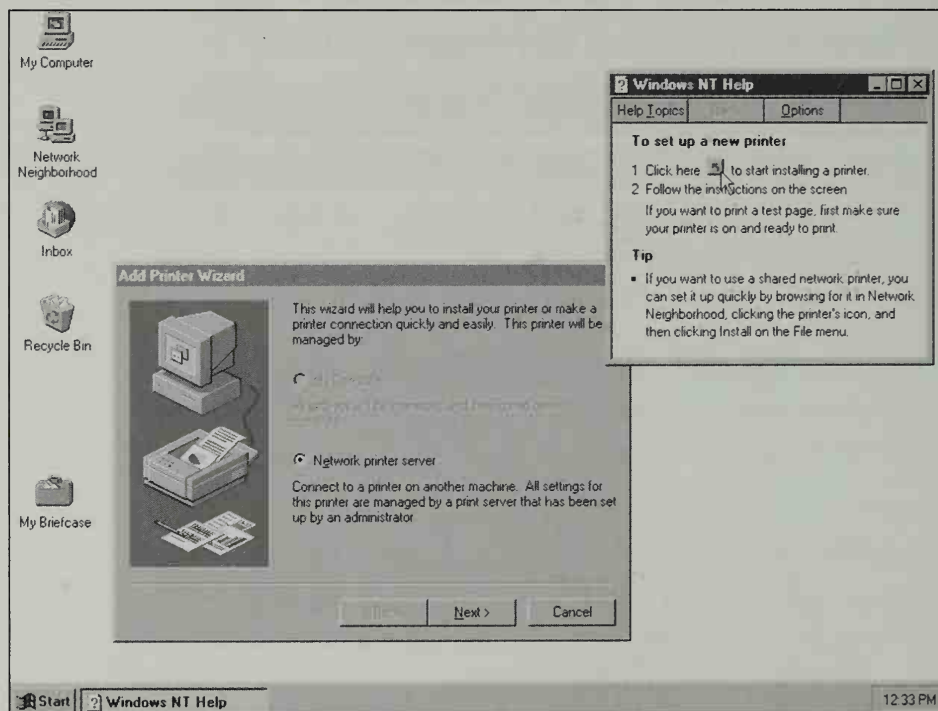 My Computer
Network
Neighborhood
Inbox
Recycle Bin
My Briefcase
Windows NT Help
Help Topics
Options
To set up a new printer
1 Click here to start installing a printer.
2 Follow the instructions on the screen
If you want to print a test page, first make sure
your printer is on and ready to print.
Tip
▪ If you want to use a shared network printer, you
can set it up quickly by browsing for it in Network
Neighborhood, clicking the printer's icon, and
then clicking Install on the File menu.
Add Printer Wizard
This wizard will help you to install your printer or make a
printer connection quickly and easily. This printer will be
managed by:
Network printer server
Connect to a printer on another machine. All settings for
this printer are managed by a print server that has been set
up by an administrator
Next >
Cancel
Start
Windows NT Help
12:33 PM